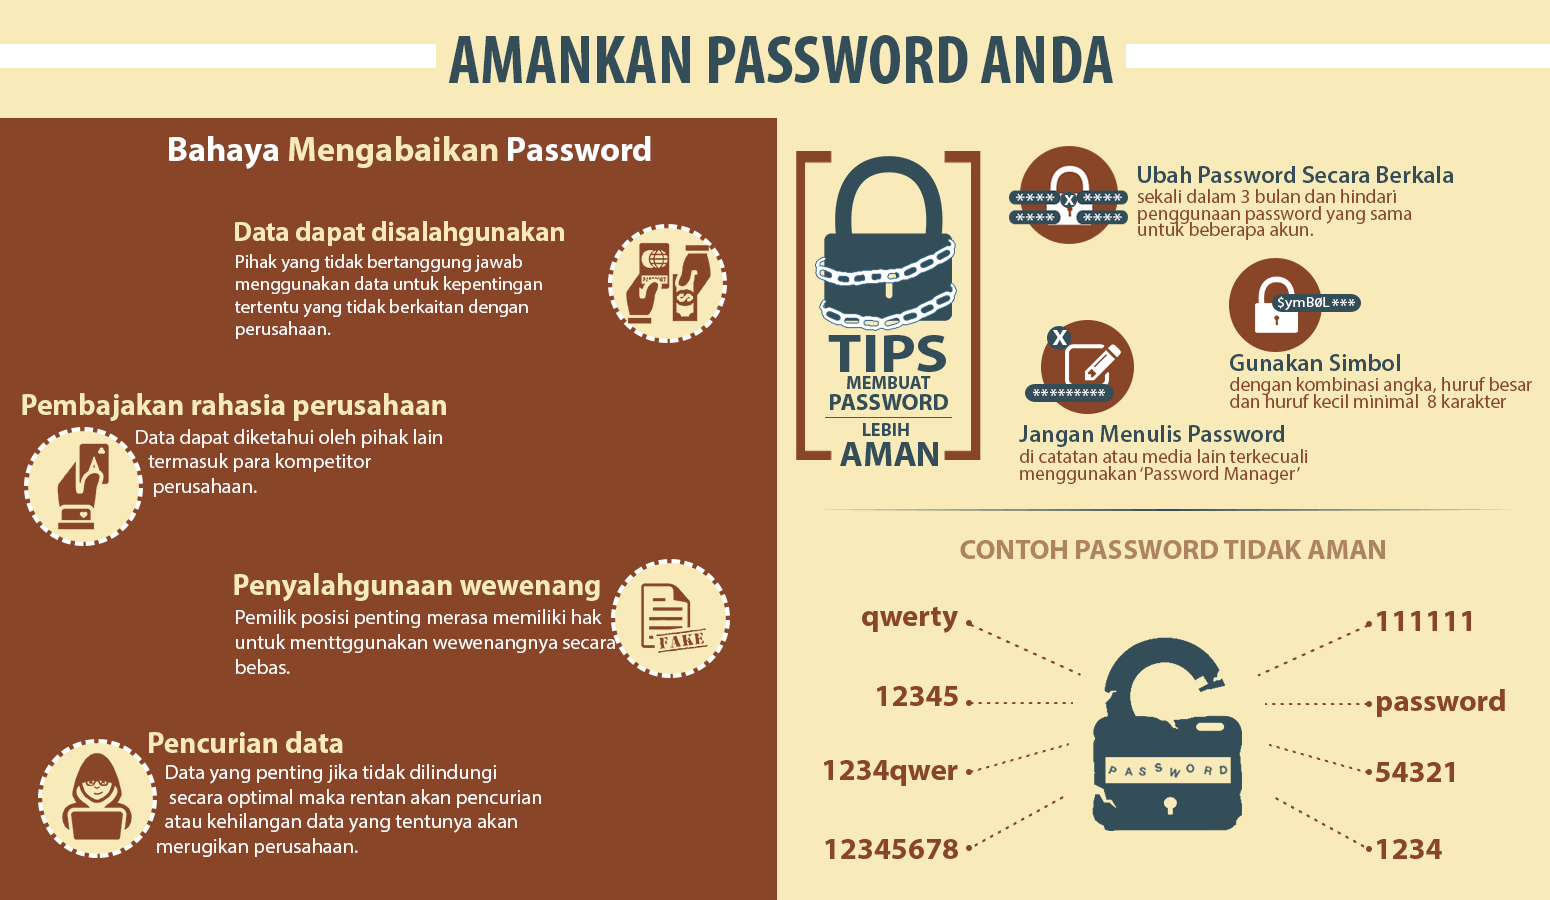 AMANKAN PASSWORD ANDA
Bahaya Mengabaikan Password
Data dapat disalahgunakan
Pihak yang tidak bertanggung jawab
menggunakan data untuk kepentingan
tertentu yang tidak berkaitan dengan
perusahaan.
Pembajakan rahasia perusahaan
Data dapat diketahui oleh pihak lain
termasuk para kompetitor
perusahaan.
A
Penyalahgunaan wewenang
Pemilik posisi penting merasa memiliki hak
untuk menttggunakan wewenangnya secara
bebas.
FAKE
Pencurian data
Data yang penting jika tidak dilindungi
secara optimal maka rentan akan pencurian
atau kehilangan data yang tentunya akan
merugikan perusahaan.
TIPS
MEMBUAT
PASSWORD
LEBIH
AMAN
**** X ****
**** ****
Ubah Password Secara Berkala
sekali dalam 3 bulan dan hindari
penggunaan password yang sama
untuk beberapa akun.
$ymBØL ***
Gunakan Simbol
dengan kombinasi angka, huruf besar
dan huruf kecil minimal 8 karakter
X
*********
Jangan Menulis Password
di catatan atau media lain terkecuali
menggunakan ‘Password Manager’
CONTOH PASSWORD TIDAK AMAN
qwerty
12345
1234qwer
12345678
PASSWORD
111111
password
54321
1234